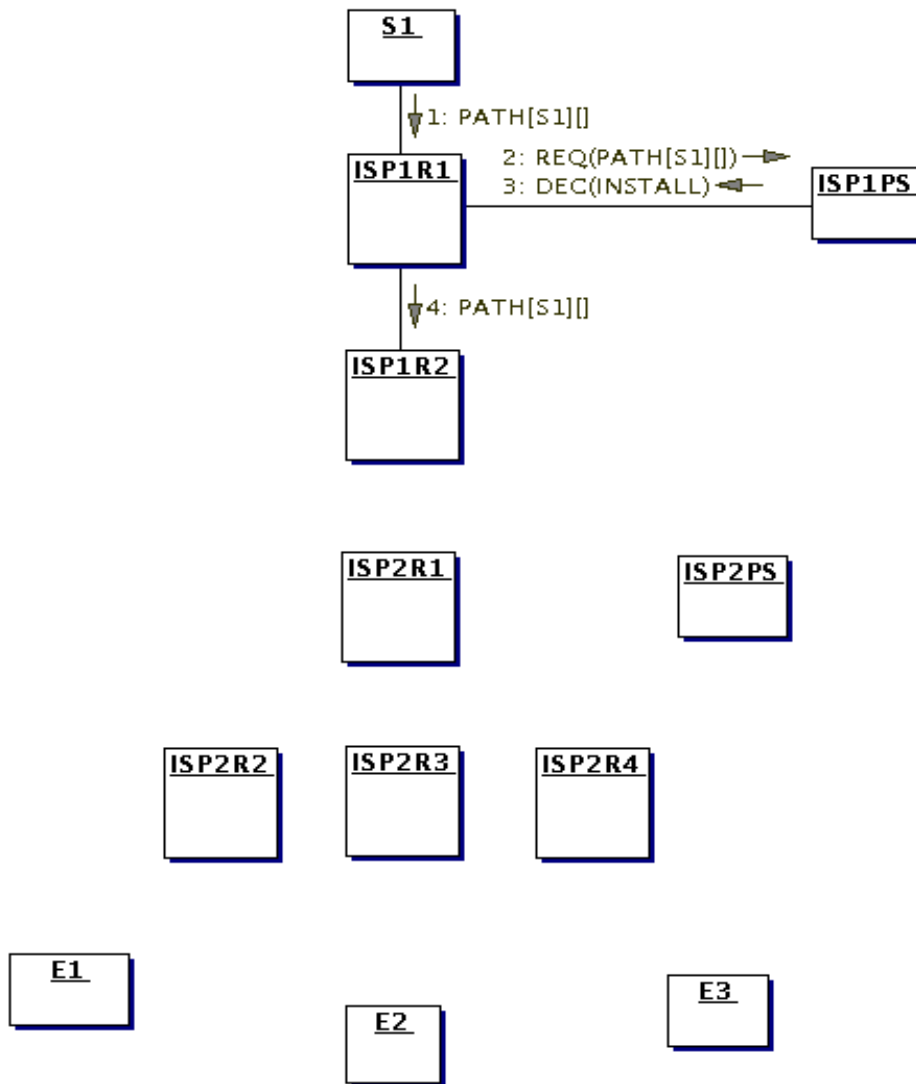 S1
1: PATH[S1][]
ISP1R1
2: REQ(PATH[S1][])
3: DEC(INSTALL)
ISP1PS
4: PATH[S1][]
ISP1R2
ISP2R1
ISP2PS
ISP2R2
ISP2R3
ISP2R4
E1
E2
E3